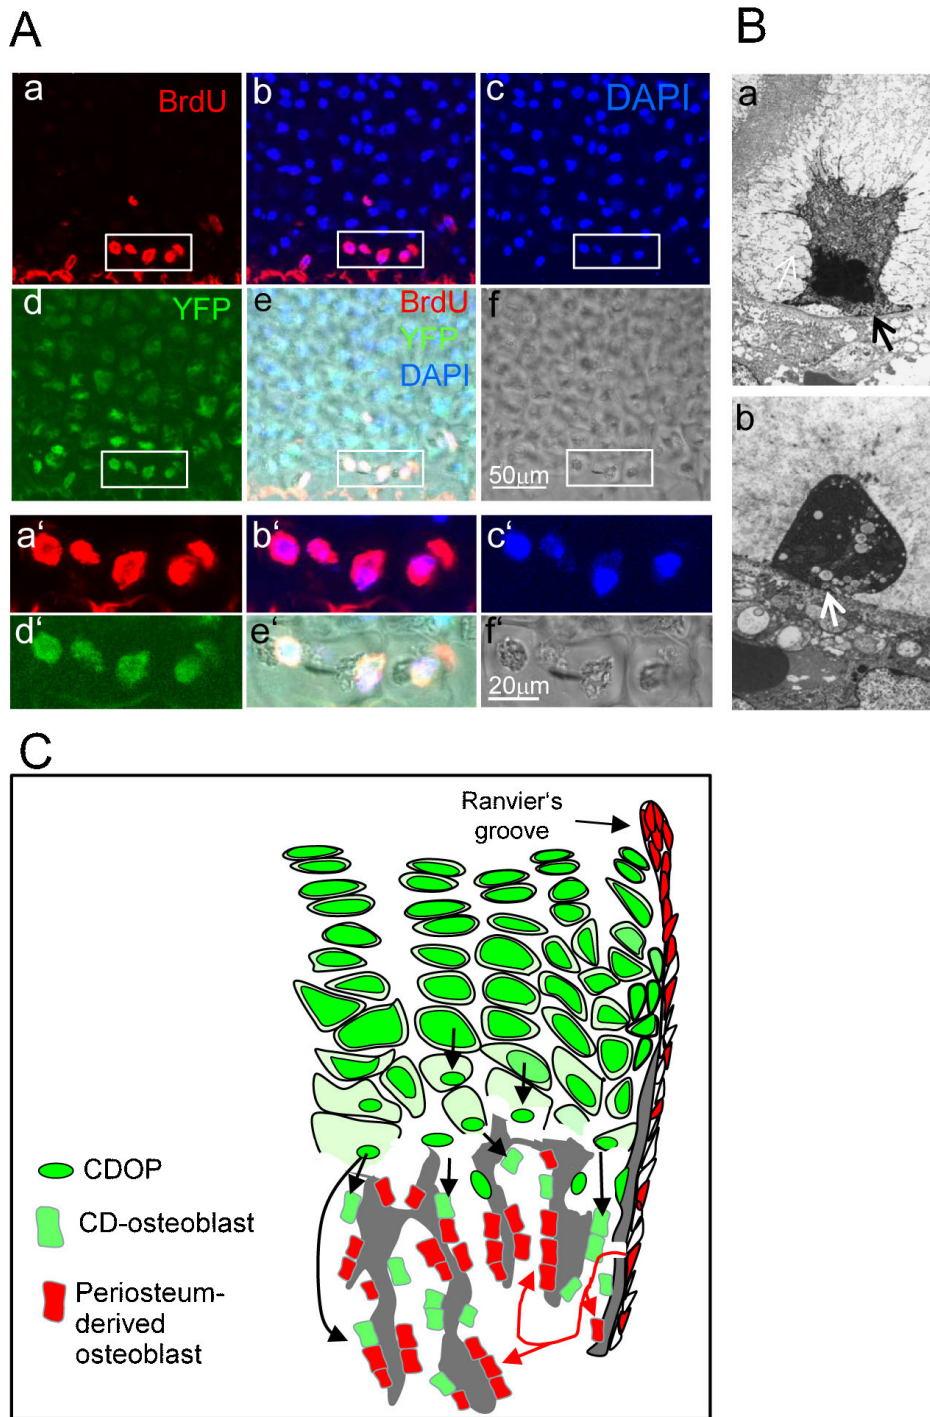 A
B
a
BrdU
b
c
DAPI
d
YFP
e
BrdU
YFP
DAPI
f
50μm
a‘
b‘
c‘
d‘
e‘
f‘
20μm
a
b
C
Ranvier‘s
groove
CDOP
CD-osteoblast
Periosteum-
derived
osteoblast